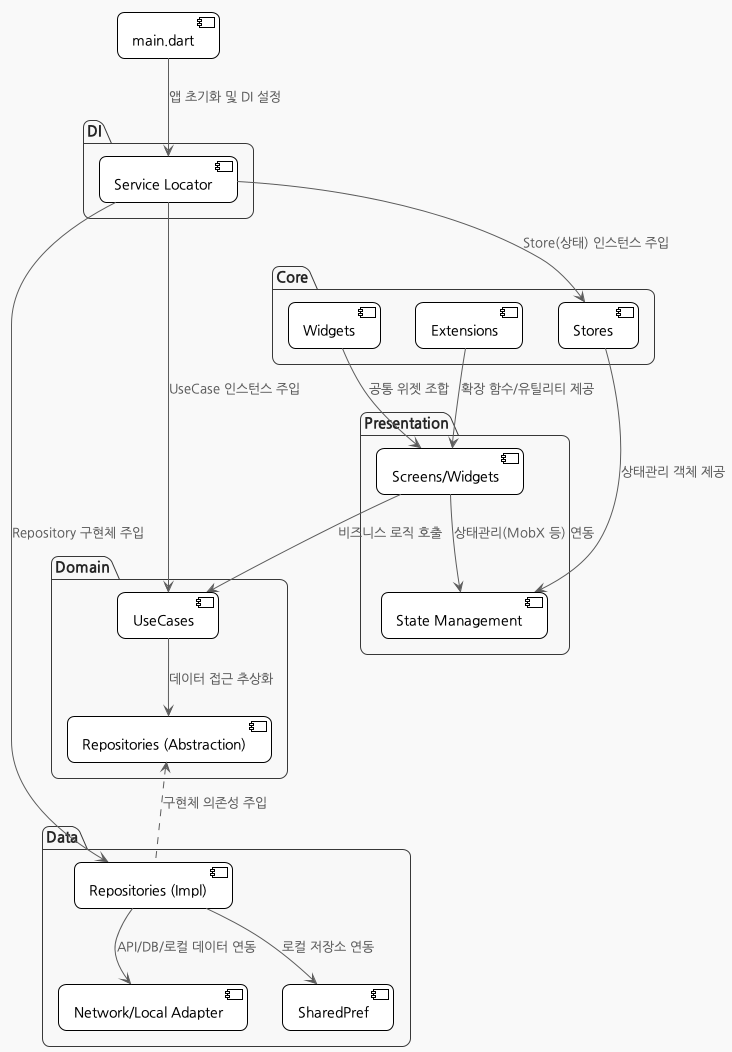 main.dart
앱 초기화 및 DI 설정
DI
Service Locator
Store(상태) 인스턴스 주입
Core
Widgets
Extensions
Stores
UseCase 인스턴스 주입
공통 위젯 조합
확장 함수/유틸리티 제공
Presentation
Screens/Widgets
상태관리 객체 제공
Repository 구현체 주입
비즈니스 로직 호출
상태관리(MobX 등) 연동
Domain
UseCases
State Management
데이터 접근 추상화
Repositories (Abstraction)
구현체 의존성 주입
Data
Repositories (Impl)
API/DB/로컬 데이터 연동
로컬 저장소 연동
Network/Local Adapter
SharedPref